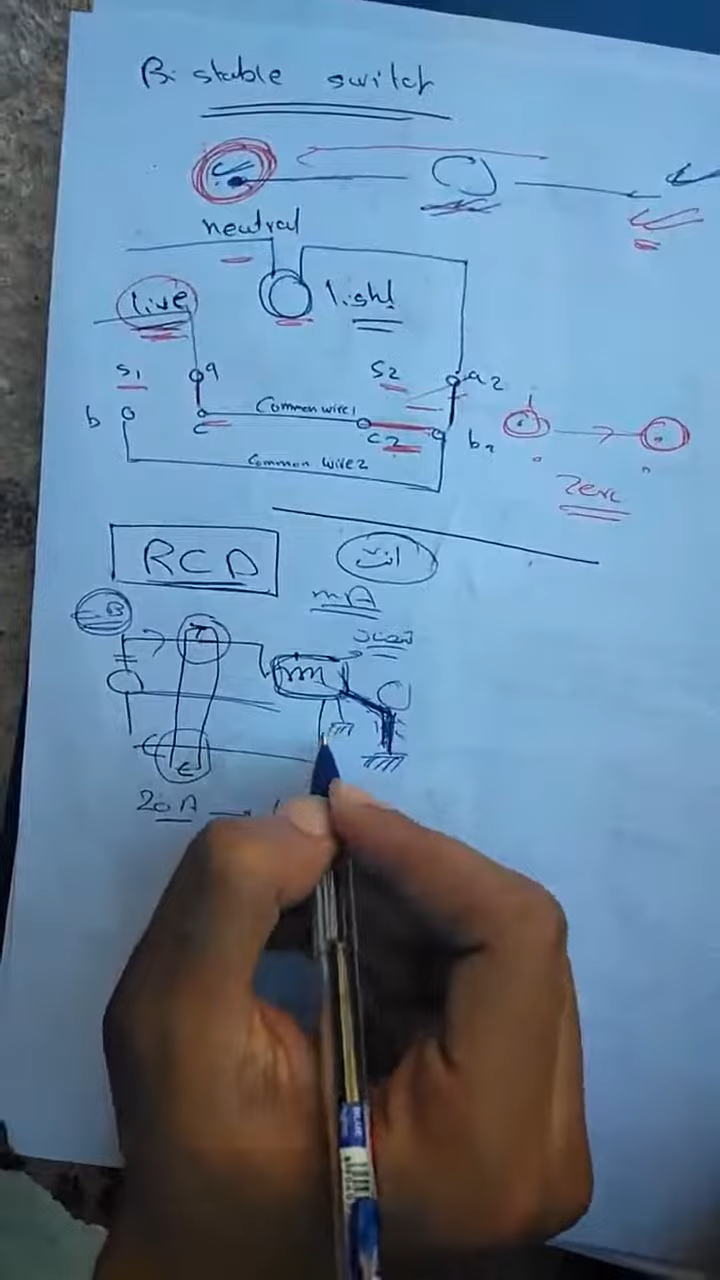 Bi stable switch
neutral
live
light
S1
a
S2
a2
b
c
Common wire1
c2
b2
Common wire2
Zero
RCD
mA
20A →